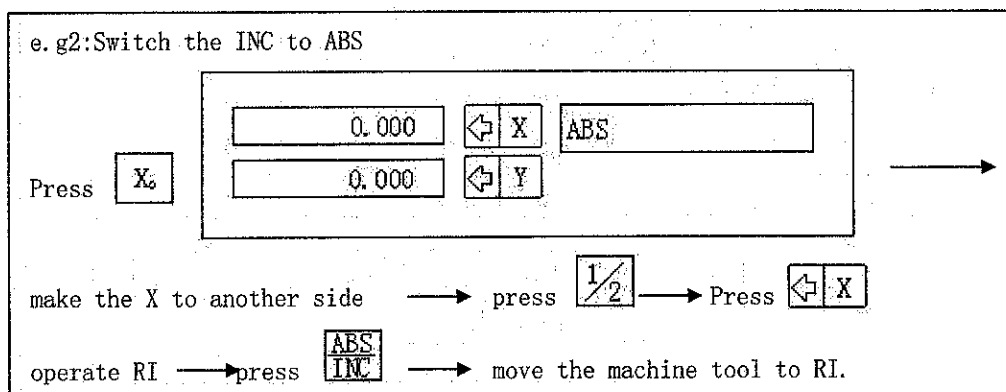 e.g2:Switch the INC to ABS
0.000 X ABS
Press X₀ 0.000 Y
make the X to another side press 1/2 Press X
operate RI press ABS/INC move the machine tool to RI.